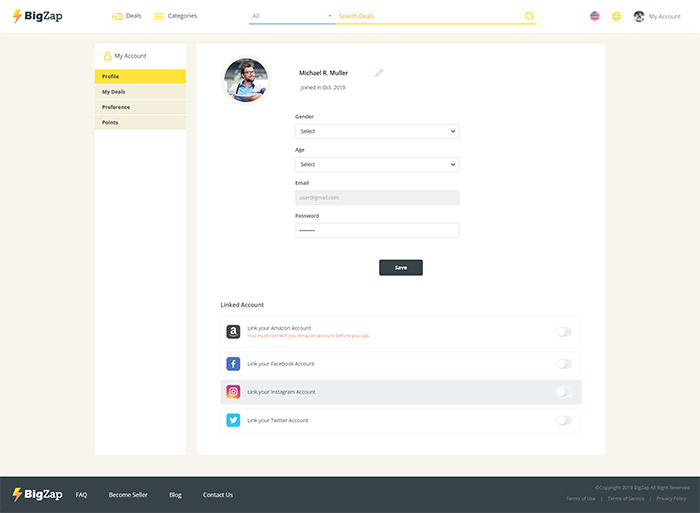 BigZap
Deals
Categories
All
Search Deals
My Account
My Account
Profile
My Deals
Preference
Points
Michael R. Muller
Joined in Oct, 2019
Gender
Select
Age
Select
Email
user@gmail.com
Password
Save
Linked Account
Link your Amazon Account
You must connect you Amazon account before you zap.
Link your Facebook Account
Link your Instagram Account
Link your Twitter Account
BigZap
FAQ
Become Seller
Blog
Contact Us
©Copyright 2019 BigZap All Right Reserved
Terms of Use | Terms of Service | Privacy Policy